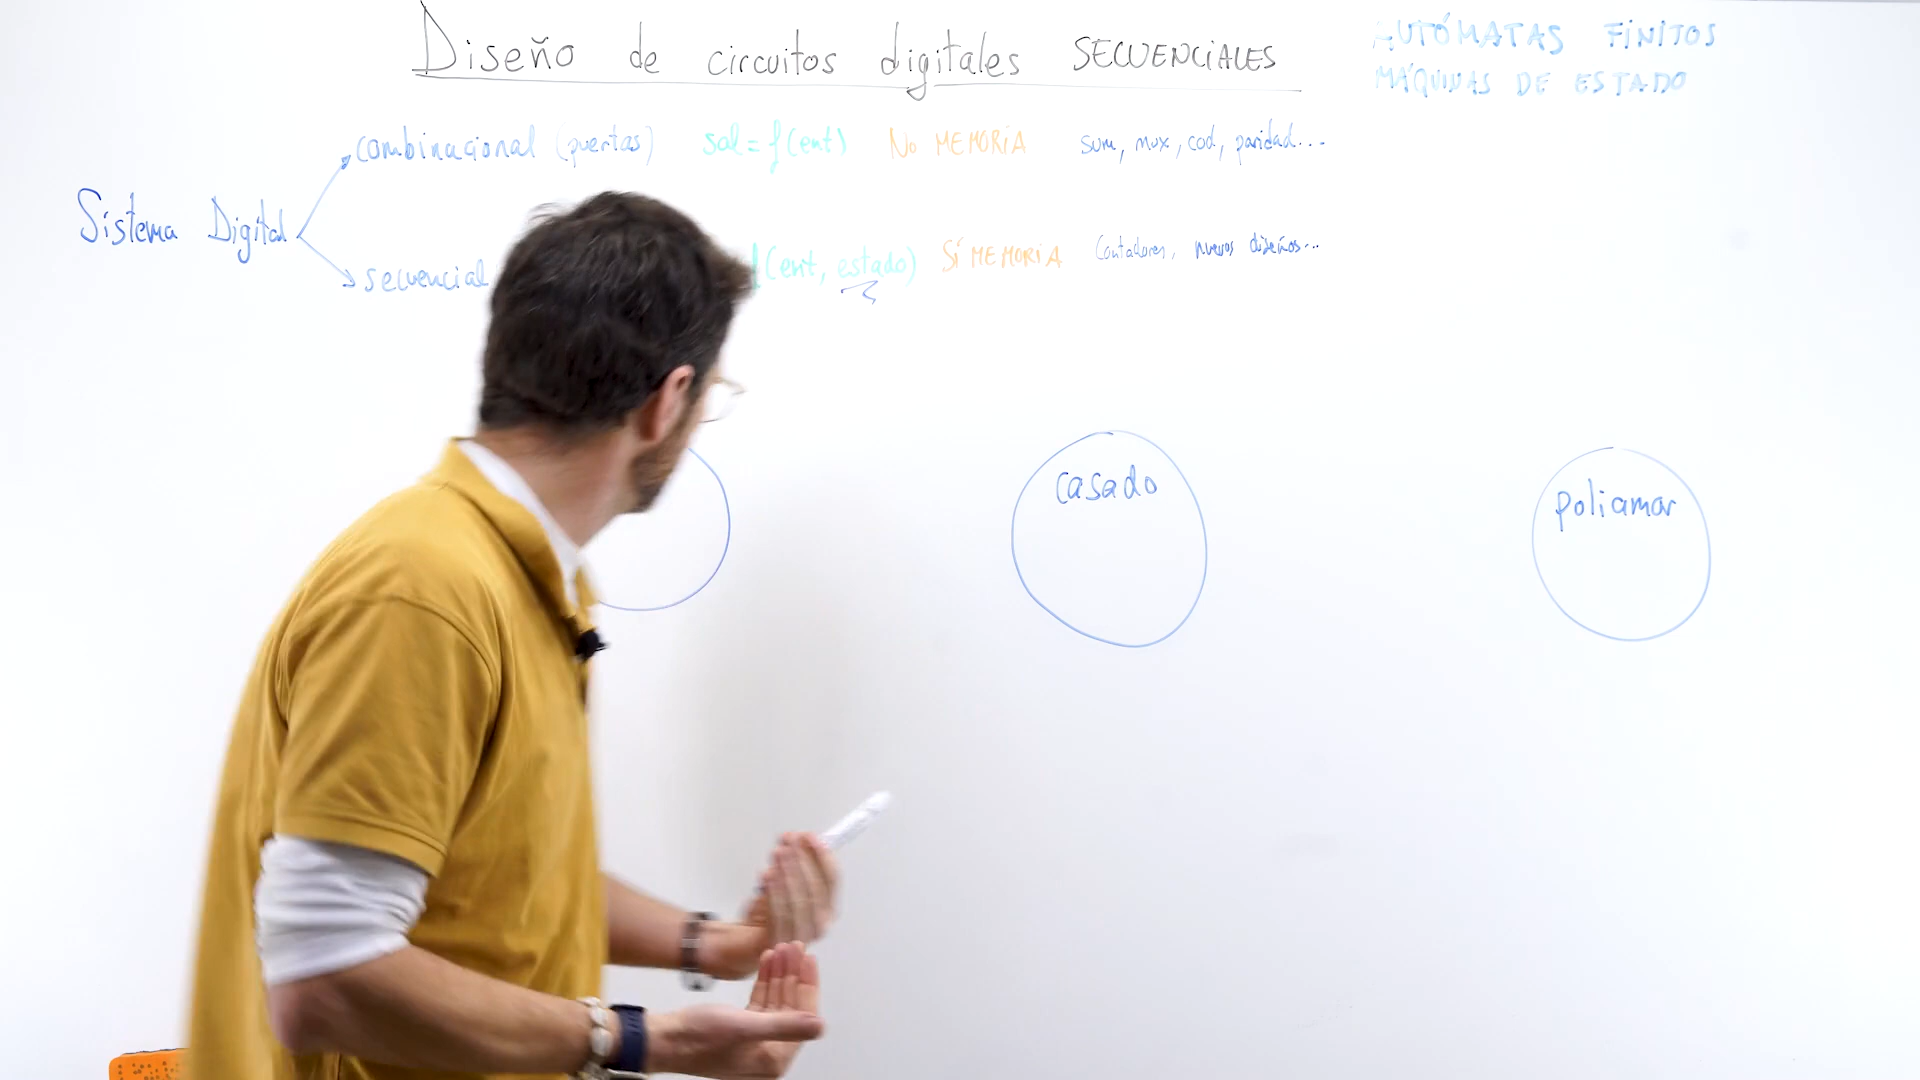 Diseño de circuitos digitales SECUENCIALES
AUTÓMATAS FINITOS
MÁQUINAS DE ESTADO
combinacional (puertas) sal = f(ent) No MEMORIA sum, mux, cod, paridad...
Sistema Digital
secuencial f(ent, estado) SÍ MEMORIA Contadores, nuevos diseños...
casado
poliamor